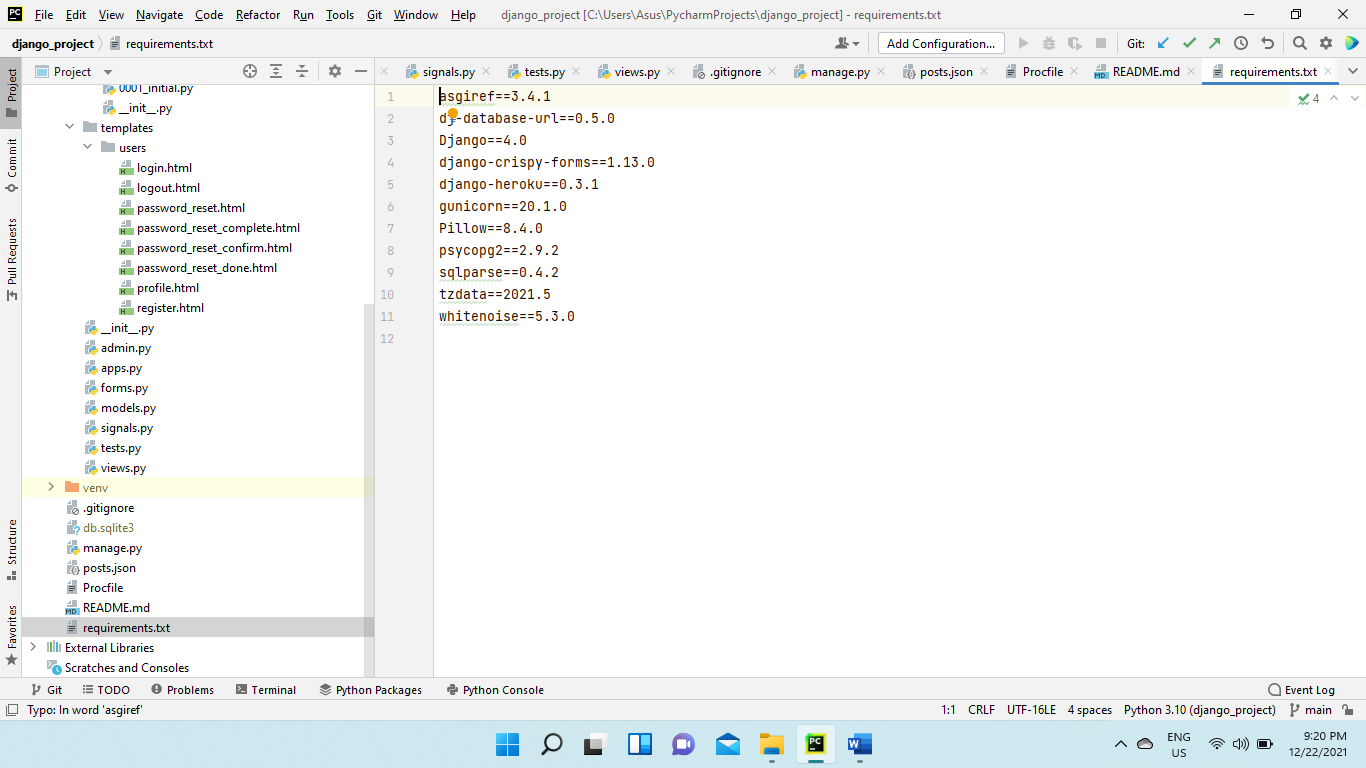 PC File Edit View Navigate Code Refactor Run Tools Git Window Help django_project [C:\Users\Asus\PycharmProjects\django_project] - requirements.txt
django_project requirements.txt Add Configuration... Git:
Project signals.py tests.py views.py .gitignore manage.py posts.json Procfile README.md requirements.txt
Project
Commit
Pull Requests
Structure
Favorites
0001_initial.py
__init__.py
templates
users
login.html
logout.html
password_reset.html
password_reset_complete.html
password_reset_confirm.html
password_reset_done.html
profile.html
register.html
__init__.py
admin.py
apps.py
forms.py
models.py
signals.py
tests.py
views.py
venv
.gitignore
db.sqlite3
manage.py
posts.json
Procfile
README.md
requirements.txt
External Libraries
Scratches and Consoles
1 asgiref==3.4.1
2 dj-database-url==0.5.0
3 Django==4.0
4 django-crispy-forms==1.13.0
5 django-heroku==0.3.1
6 gunicorn==20.1.0
7 Pillow==8.4.0
8 psycopg2==2.9.2
9 sqlparse==0.4.2
10 tzdata==2021.5
11 whitenoise==5.3.0
12
4
Git TODO Problems Terminal Python Packages Python Console Event Log
Typo: In word 'asgiref' 1:1 CRLF UTF-16LE 4 spaces Python 3.10 (django_project) main
ENG
US
9:20 PM
12/22/2021